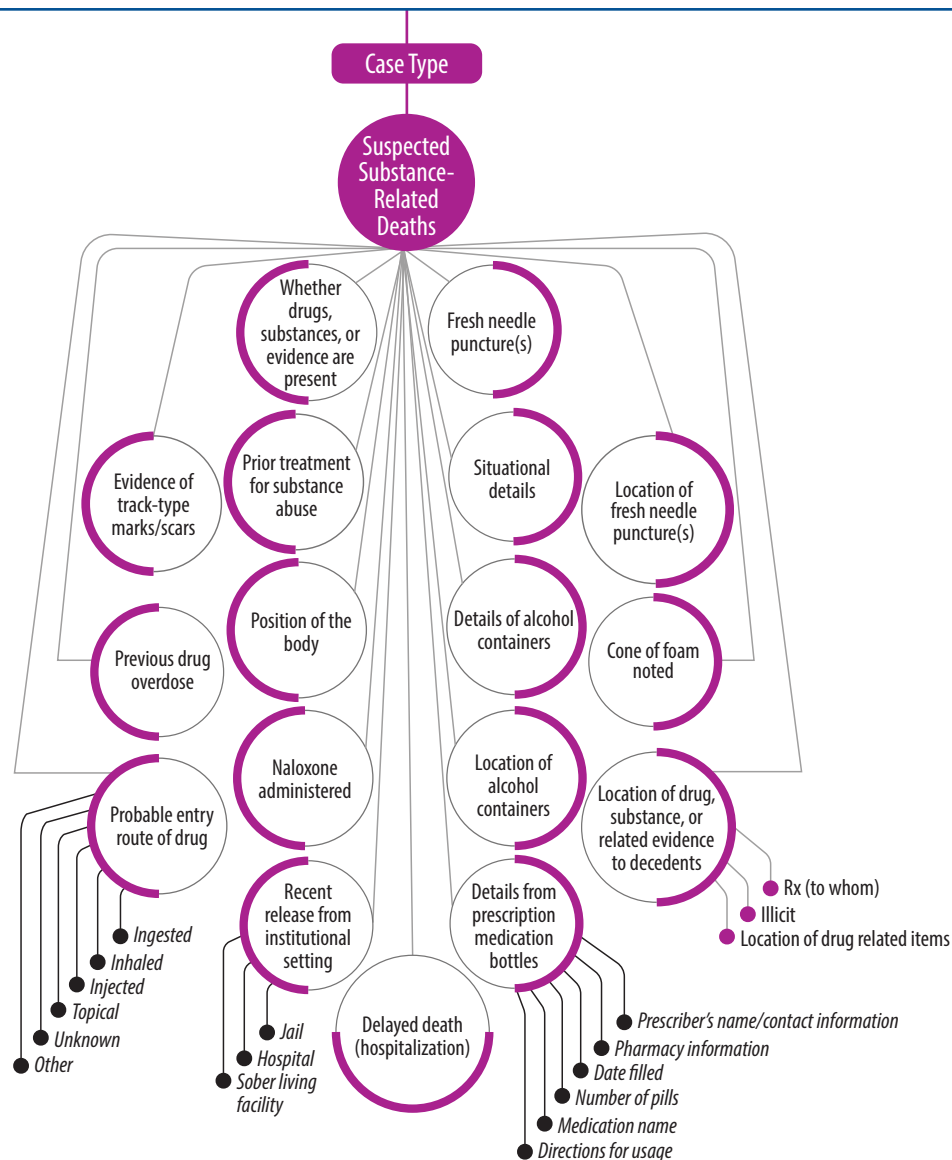 Case Type
Suspected
Substance-
Related
Deaths
Whether
drugs,
substances, or
evidence are
present
Fresh needle
puncture(s)
Evidence of
track-type
marks/scars
Prior treatment
for substance
abuse
Situational
details
Location of
fresh needle
puncture(s)
Previous drug
overdose
Position of the
body
Details of alcohol
containers
Cone of foam
noted
Probable entry
route of drug
Naloxone
administered
Location of
alcohol
containers
Location of drug,
substance, or
related evidence
to decedents
Recent
release from
institutional
setting
Details from
prescription
medication
bottles
Delayed death
(hospitalization)
Ingested
Inhaled
Injected
Topical
Unknown
Other
Jail
Hospital
Sober living
facility
Rx (to whom)
Illicit
Location of drug related items
Prescriber's name/contact information
Pharmacy information
Date filled
Number of pills
Medication name
Directions for usage